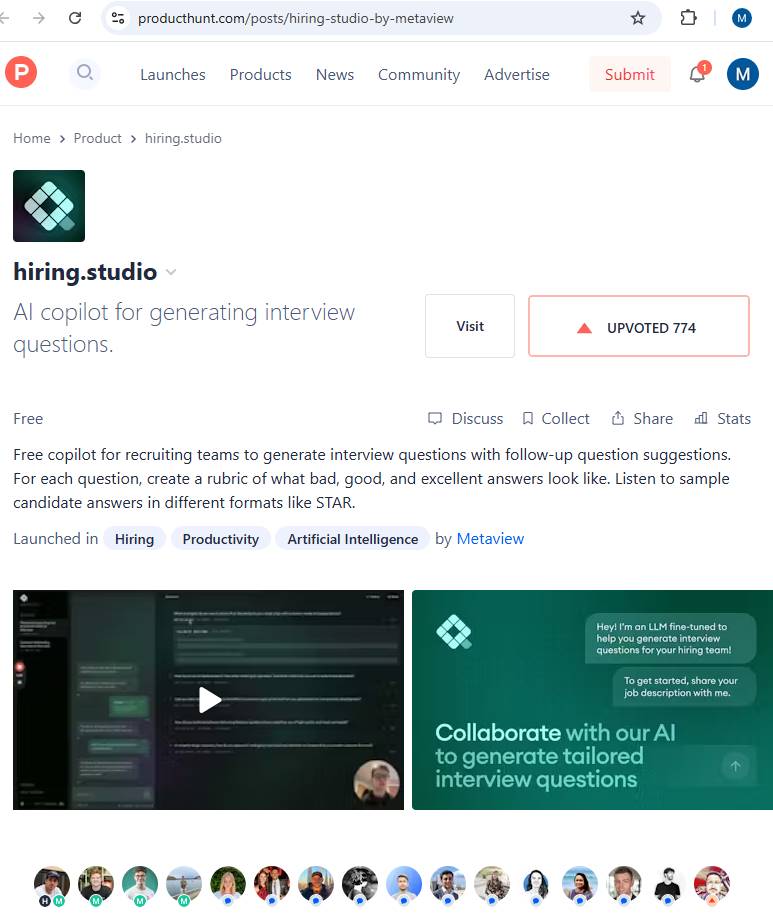 producthunt.com/posts/hiring-studio-by-metaview
M
P
Launches Products News Community Advertise Submit 1 M
Home > Product > hiring.studio
hiring.studio
AI copilot for generating interview
questions.
Visit
UPVOTED 774
Free
Discuss Collect Share Stats
Free copilot for recruiting teams to generate interview questions with follow-up question suggestions.
For each question, create a rubric of what bad, good, and excellent answers look like. Listen to sample
candidate answers in different formats like STAR.
Launched in Hiring Productivity Artificial Intelligence by Metaview
Hey! I'm an LLM fine-tuned to
help you generate interview
questions for your hiring team!
To get started, share your
job description with me.
Collaborate with our AI
to generate tailored
interview questions
H M M M M